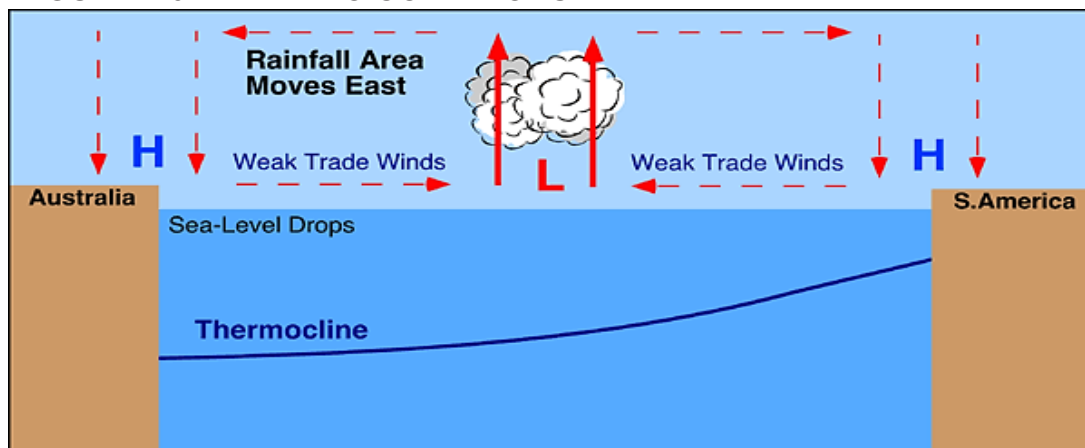 Rainfall Area
Moves East
H
Weak Trade Winds
L
Weak Trade Winds
H
Australia
S.America
Sea-Level Drops
Thermocline